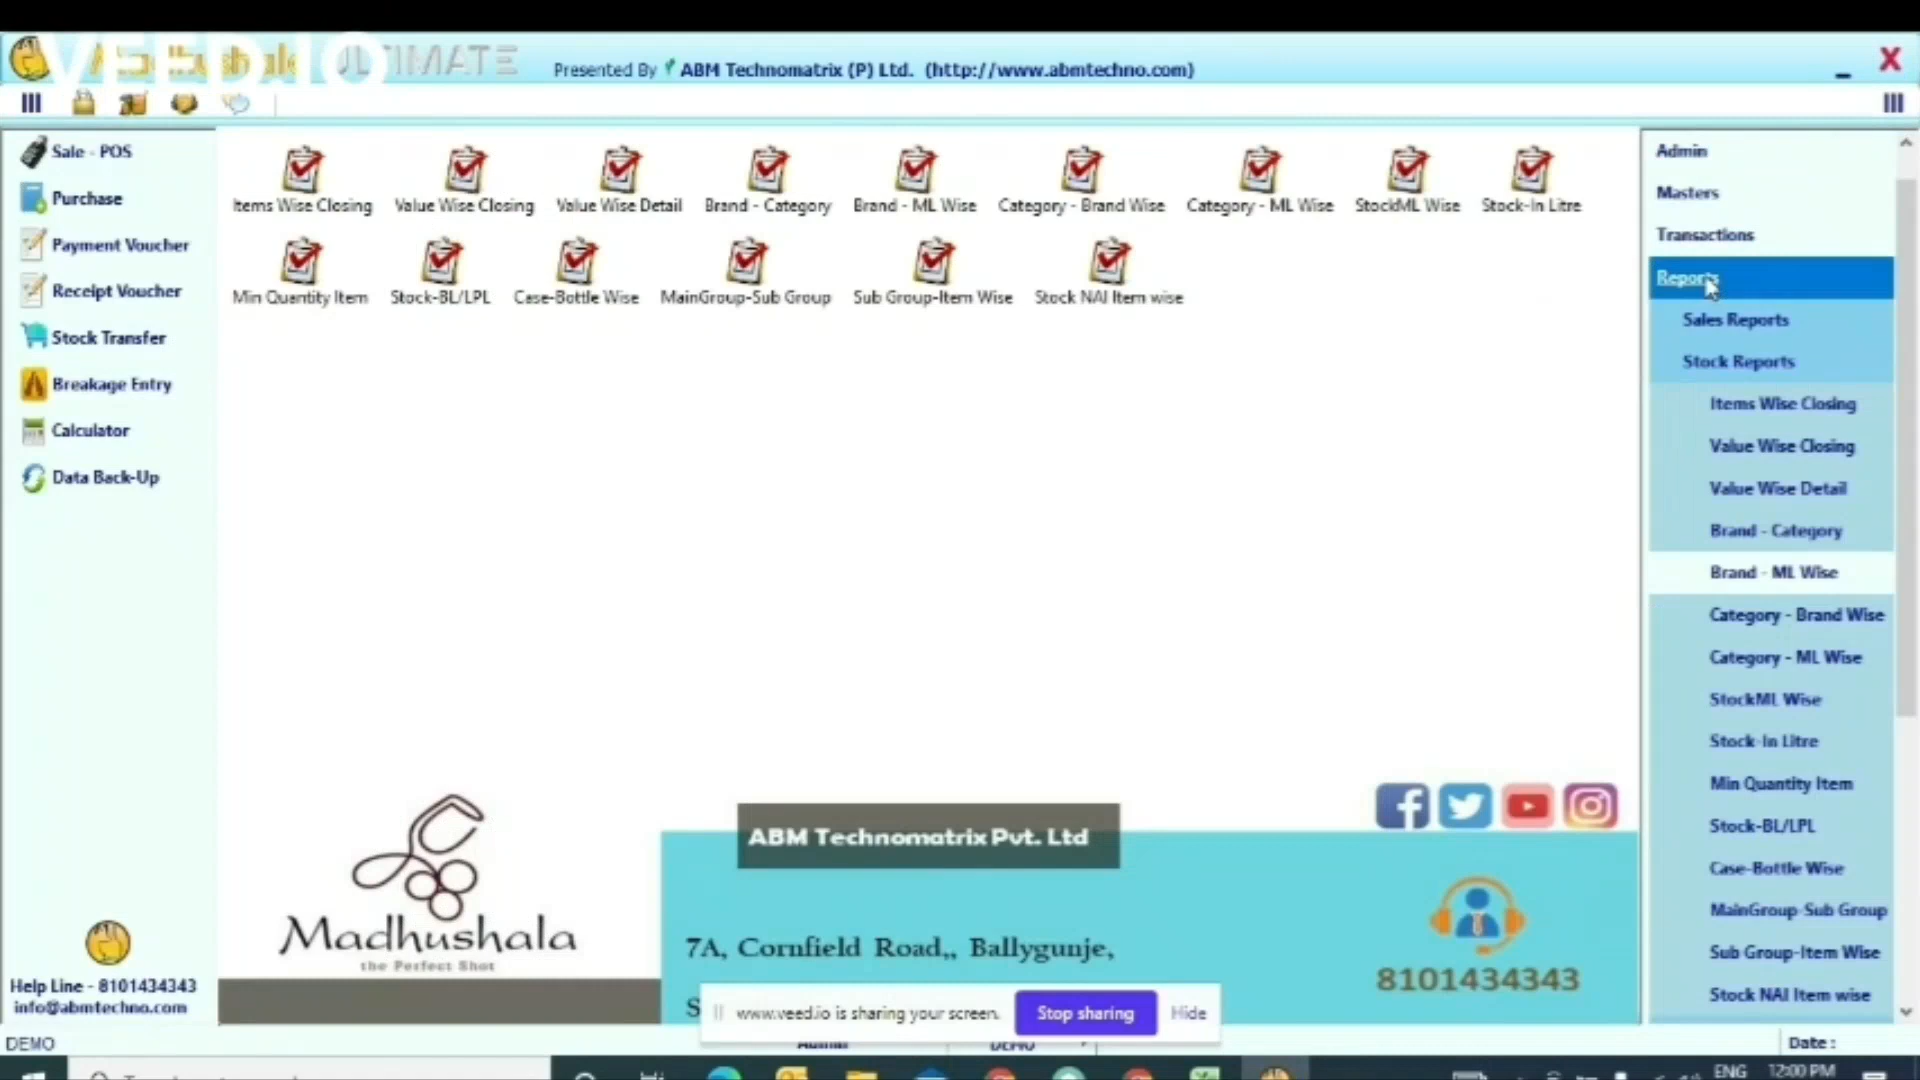 VEED.IO
Madhushala ULTIMATE
Presented By ABM Technomatrix (P) Ltd. (http://www.abmtechno.com)
Sale - POS
Purchase
Payment Voucher
Receipt Voucher
Stock Transfer
Breakage Entry
Calculator
Data Back-Up
Help Line - 8101434343
info@abmtechno.com
Items Wise Closing
Value Wise Closing
Value Wise Detail
Brand - Category
Brand - ML Wise
Category - Brand Wise
Category - ML Wise
StockML Wise
Stock-In Litre
Min Quantity Item
Stock-BL/LPL
Case-Bottle Wise
MainGroup-Sub Group
Sub Group-Item Wise
Stock NAI Item wise
Madhushala
the Perfect Shot
ABM Technomatrix Pvt. Ltd
7A, Cornfield Road,, Ballygunje,
S
8101434343
www.veed.io is sharing your screen.
Stop sharing
Hide
Admin
Masters
Transactions
Reports
Sales Reports
Stock Reports
Items Wise Closing
Value Wise Closing
Value Wise Detail
Brand - Category
Brand - ML Wise
Category - Brand Wise
Category - ML Wise
StockML Wise
Stock-In Litre
Min Quantity Item
Stock-BL/LPL
Case-Bottle Wise
MainGroup-Sub Group
Sub Group-Item Wise
Stock NAI Item wise
DEMO
Admin
DEMO
Date :
ENG
12:00 PM